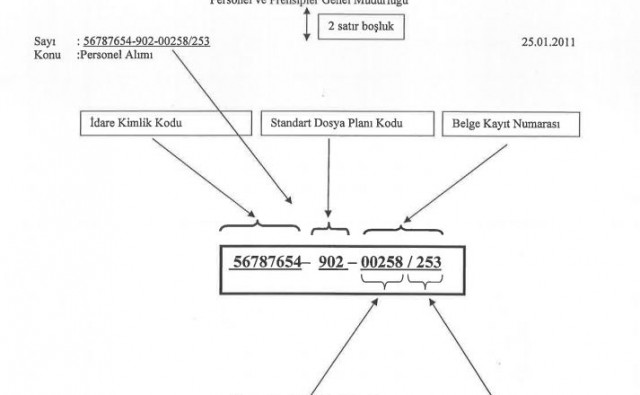 Personel ve Prensipler Genel Müdürlüğü
2 satır boşluk
Sayı : 56787654-902-00258/253 25.01.2011
Konu :Personel Alımı
İdare Kimlik Kodu Standart Dosya Planı Kodu Belge Kayıt Numarası
56787654– 902 – 00258 / 253